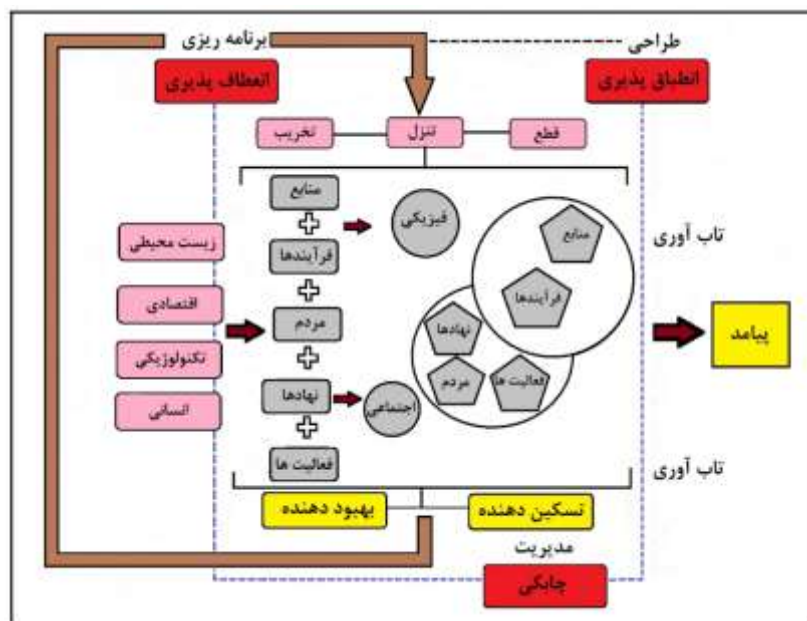 برنامه ریزی
طراحی
انعطاف پذیری
انطباق پذیری
تخریب
تنزل
قطع
منابع
فیزیکی
منابع
تاب آوری
زیست محیطی
فرآیندها
فرآیندها
اقتصادی
مردم
نهادها
پیامد
تکنولوژیکی
مردم
فعالیت ها
نهادها
اجتماعی
انسانی
فعالیت ها
تاب آوری
بهبود دهنده
تسکین دهنده
مدیریت
چابکی